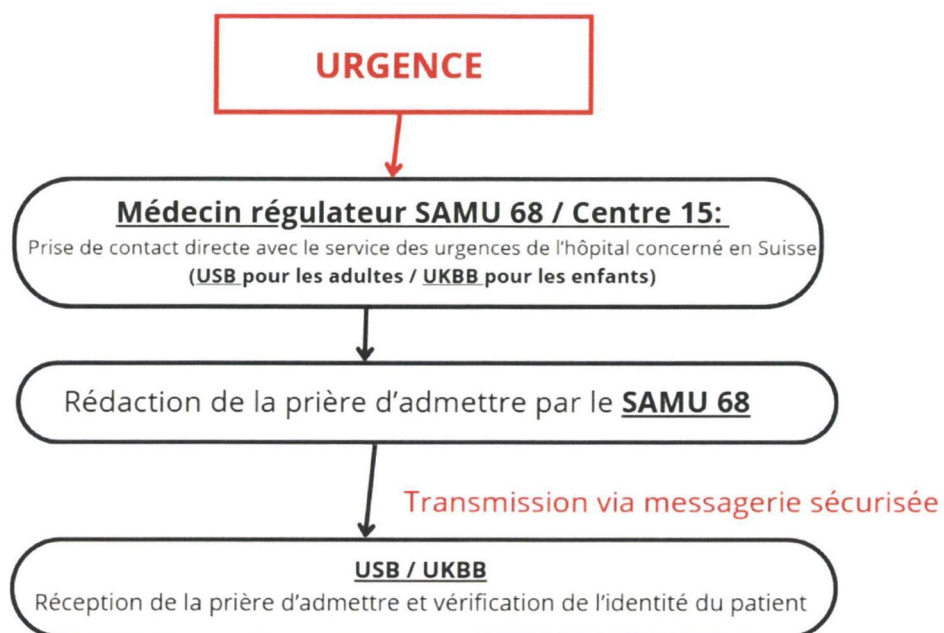 URGENCE
Médecin régulateur SAMU 68 / Centre 15:
Prise de contact directe avec le service des urgences de l'hôpital concerné en Suisse
(USB pour les adultes / UKBB pour les enfants)
Rédaction de la prière d'admettre par le SAMU 68
Transmission via messagerie sécurisée
USB / UKBB
Réception de la prière d'admettre et vérification de l'identité du patient